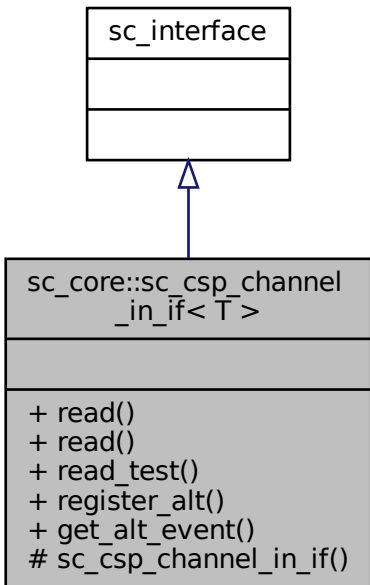 sc_interface
sc_core::sc_csp_channel
_in_if< T >
+ read()
+ read()
+ read_test()
+ register_alt()
+ get_alt_event()
# sc_csp_channel_in_if()